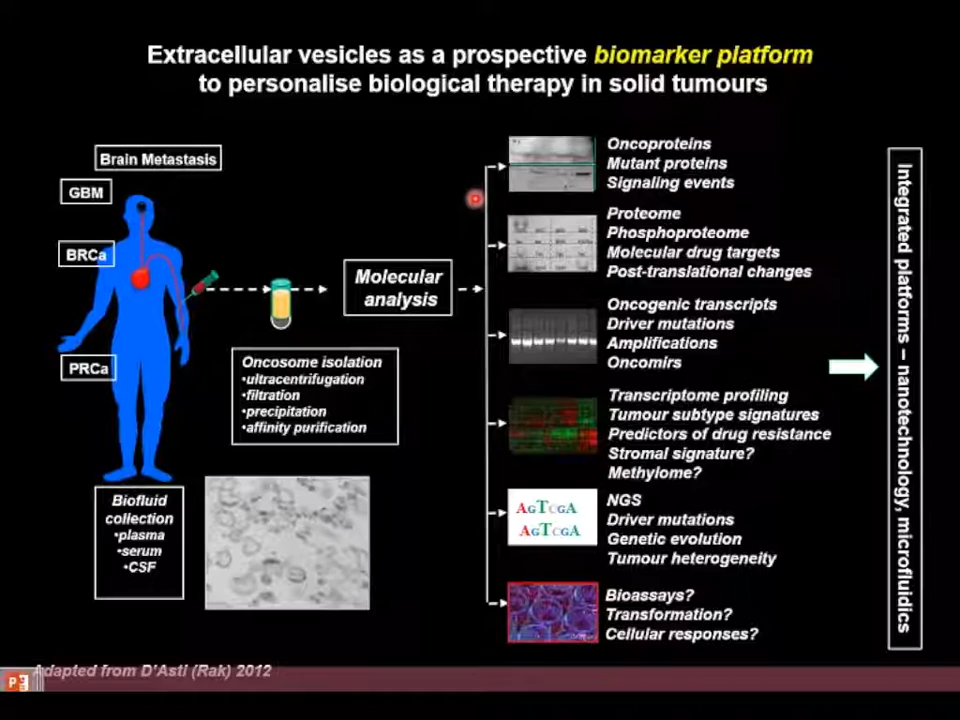 Extracellular vesicles as a prospective biomarker platform
to personalise biological therapy in solid tumours
Brain Metastasis
GBM
BRCa
PRCa
Biofluid
collection
•plasma
•serum
•CSF
Oncosome isolation
•ultracentrifugation
•filtration
•precipitation
•affinity purification
Molecular
analysis
Oncoproteins
Mutant proteins
Signaling events
Proteome
Phosphoproteome
Molecular drug targets
Post-translational changes
Oncogenic transcripts
Driver mutations
Amplifications
Oncomirs
Transcriptome profiling
Tumour subtype signatures
Predictors of drug resistance
Stromal signature?
Methylome?
AGTCGA
AGTCGA
NGS
Driver mutations
Genetic evolution
Tumour heterogeneity
Bioassays?
Transformation?
Cellular responses?
Integrated platforms – nanotechnology, microfluidics
Adapted from D'Asti (Rak) 2012